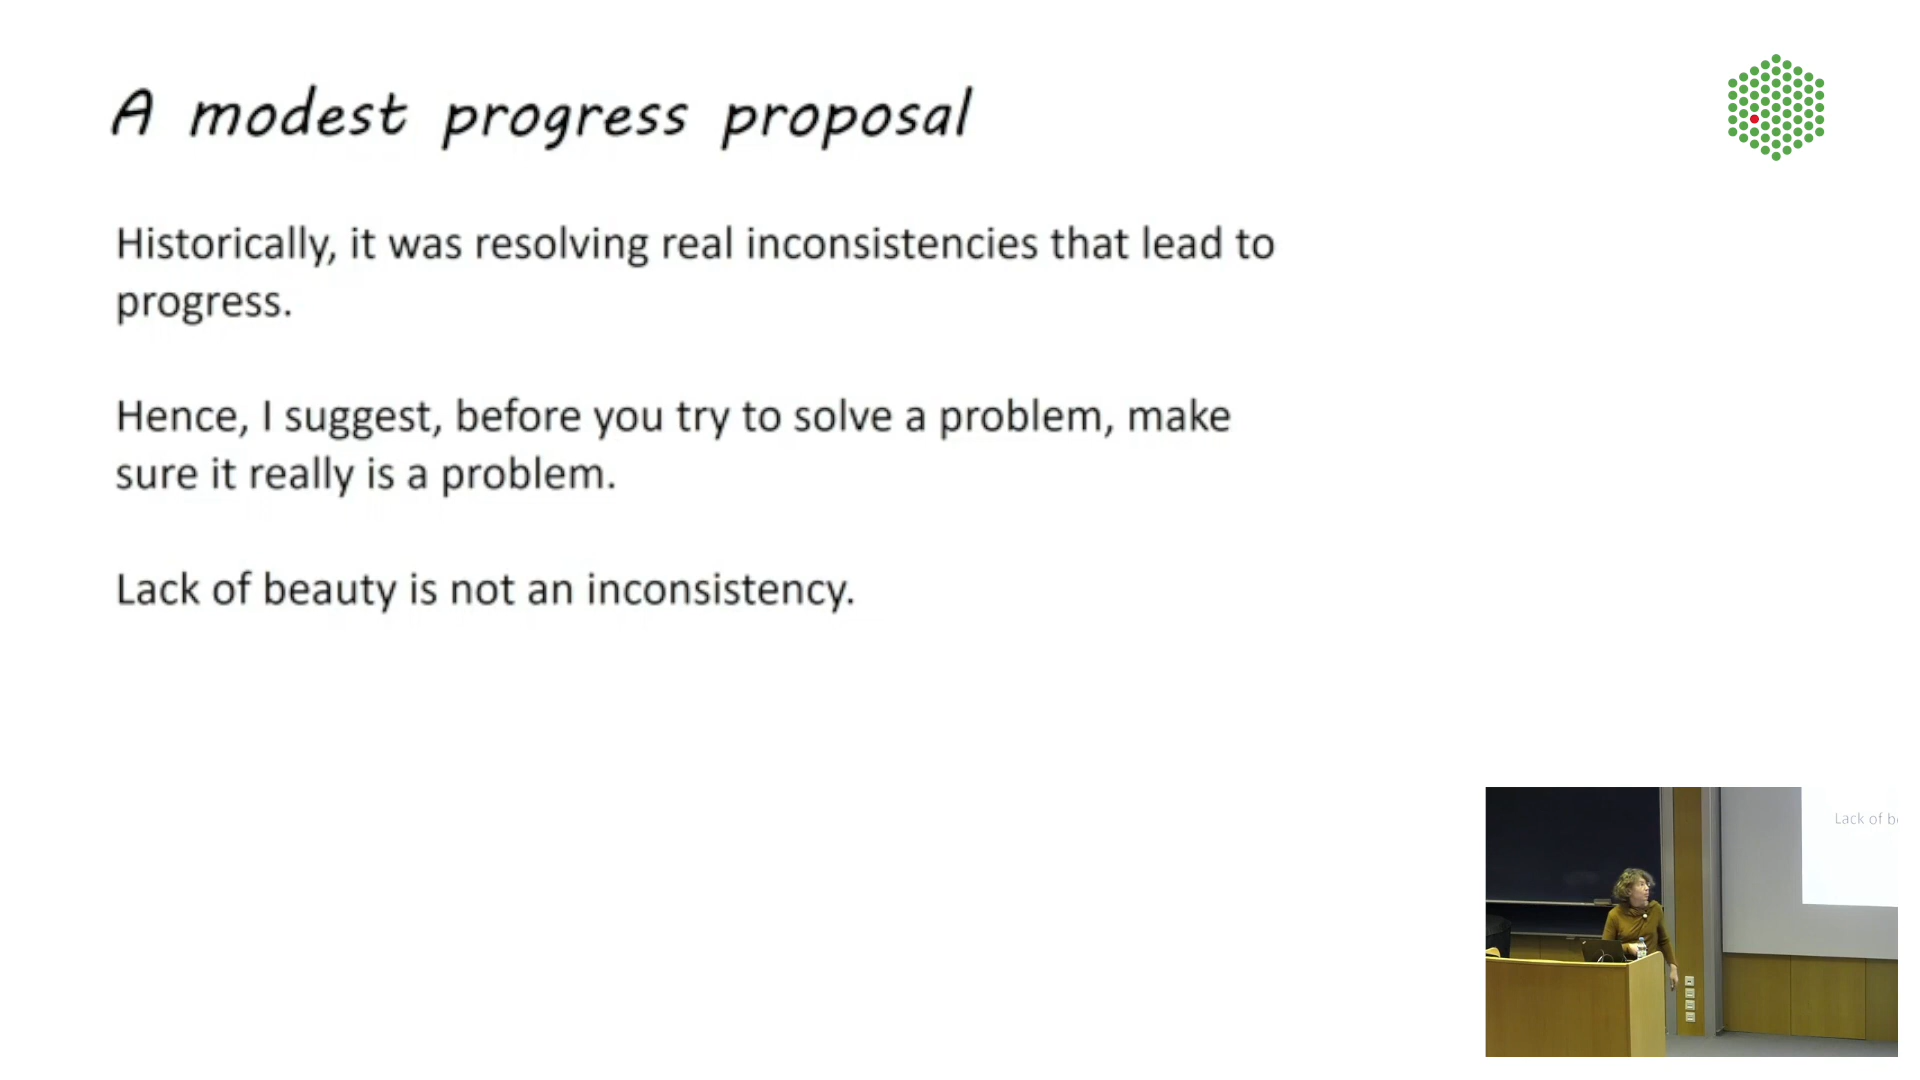 A modest progress proposal
Historically, it was resolving real inconsistencies that lead to
progress.
Hence, I suggest, before you try to solve a problem, make
sure it really is a problem.
Lack of beauty is not an inconsistency.
Lack of b